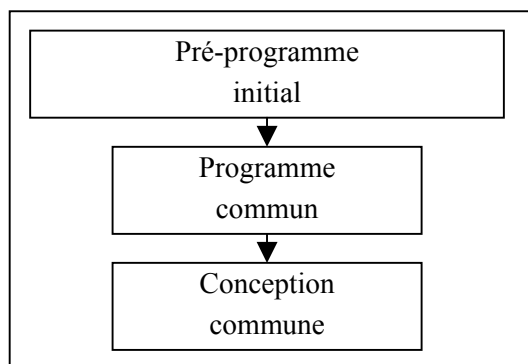 Pré-programme
initial
Programme
commun
Conception
commune